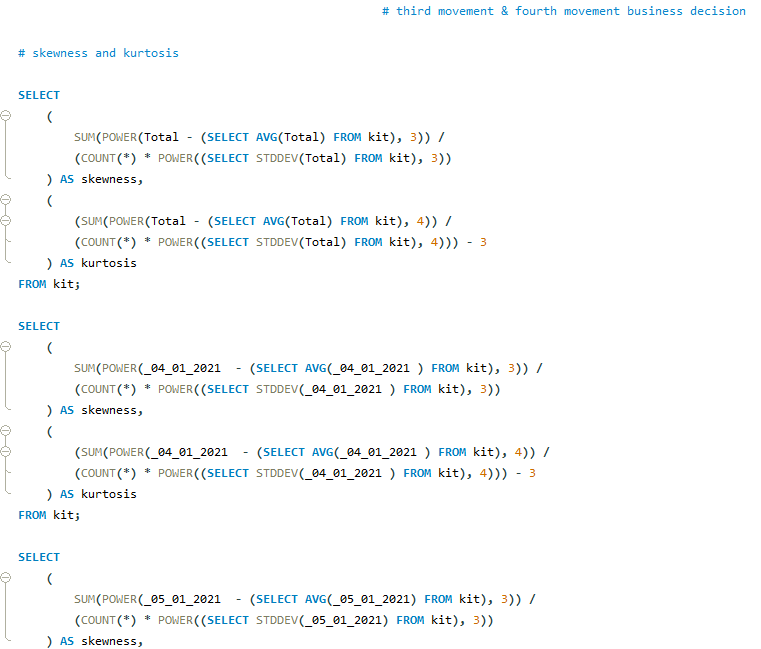 # third movement & fourth movement business decision
# skewness and kurtosis
SELECT
(
SUM(POWER(Total - (SELECT AVG(Total) FROM kit), 3)) /
(COUNT(*) * POWER((SELECT STDDEV(Total) FROM kit), 3))
) AS skewness,
(
(SUM(POWER(Total - (SELECT AVG(Total) FROM kit), 4)) /
(COUNT(*) * POWER((SELECT STDDEV(Total) FROM kit), 4))) - 3
) AS kurtosis
FROM kit;
SELECT
(
SUM(POWER(_04_01_2021  - (SELECT AVG(_04_01_2021 ) FROM kit), 3)) /
(COUNT(*) * POWER((SELECT STDDEV(_04_01_2021 ) FROM kit), 3))
) AS skewness,
(
(SUM(POWER(_04_01_2021  - (SELECT AVG(_04_01_2021 ) FROM kit), 4)) /
(COUNT(*) * POWER((SELECT STDDEV(_04_01_2021 ) FROM kit), 4))) - 3
) AS kurtosis
FROM kit;
SELECT
(
SUM(POWER(_05_01_2021  - (SELECT AVG(_05_01_2021) FROM kit), 3)) /
(COUNT(*) * POWER((SELECT STDDEV(_05_01_2021) FROM kit), 3))
) AS skewness,